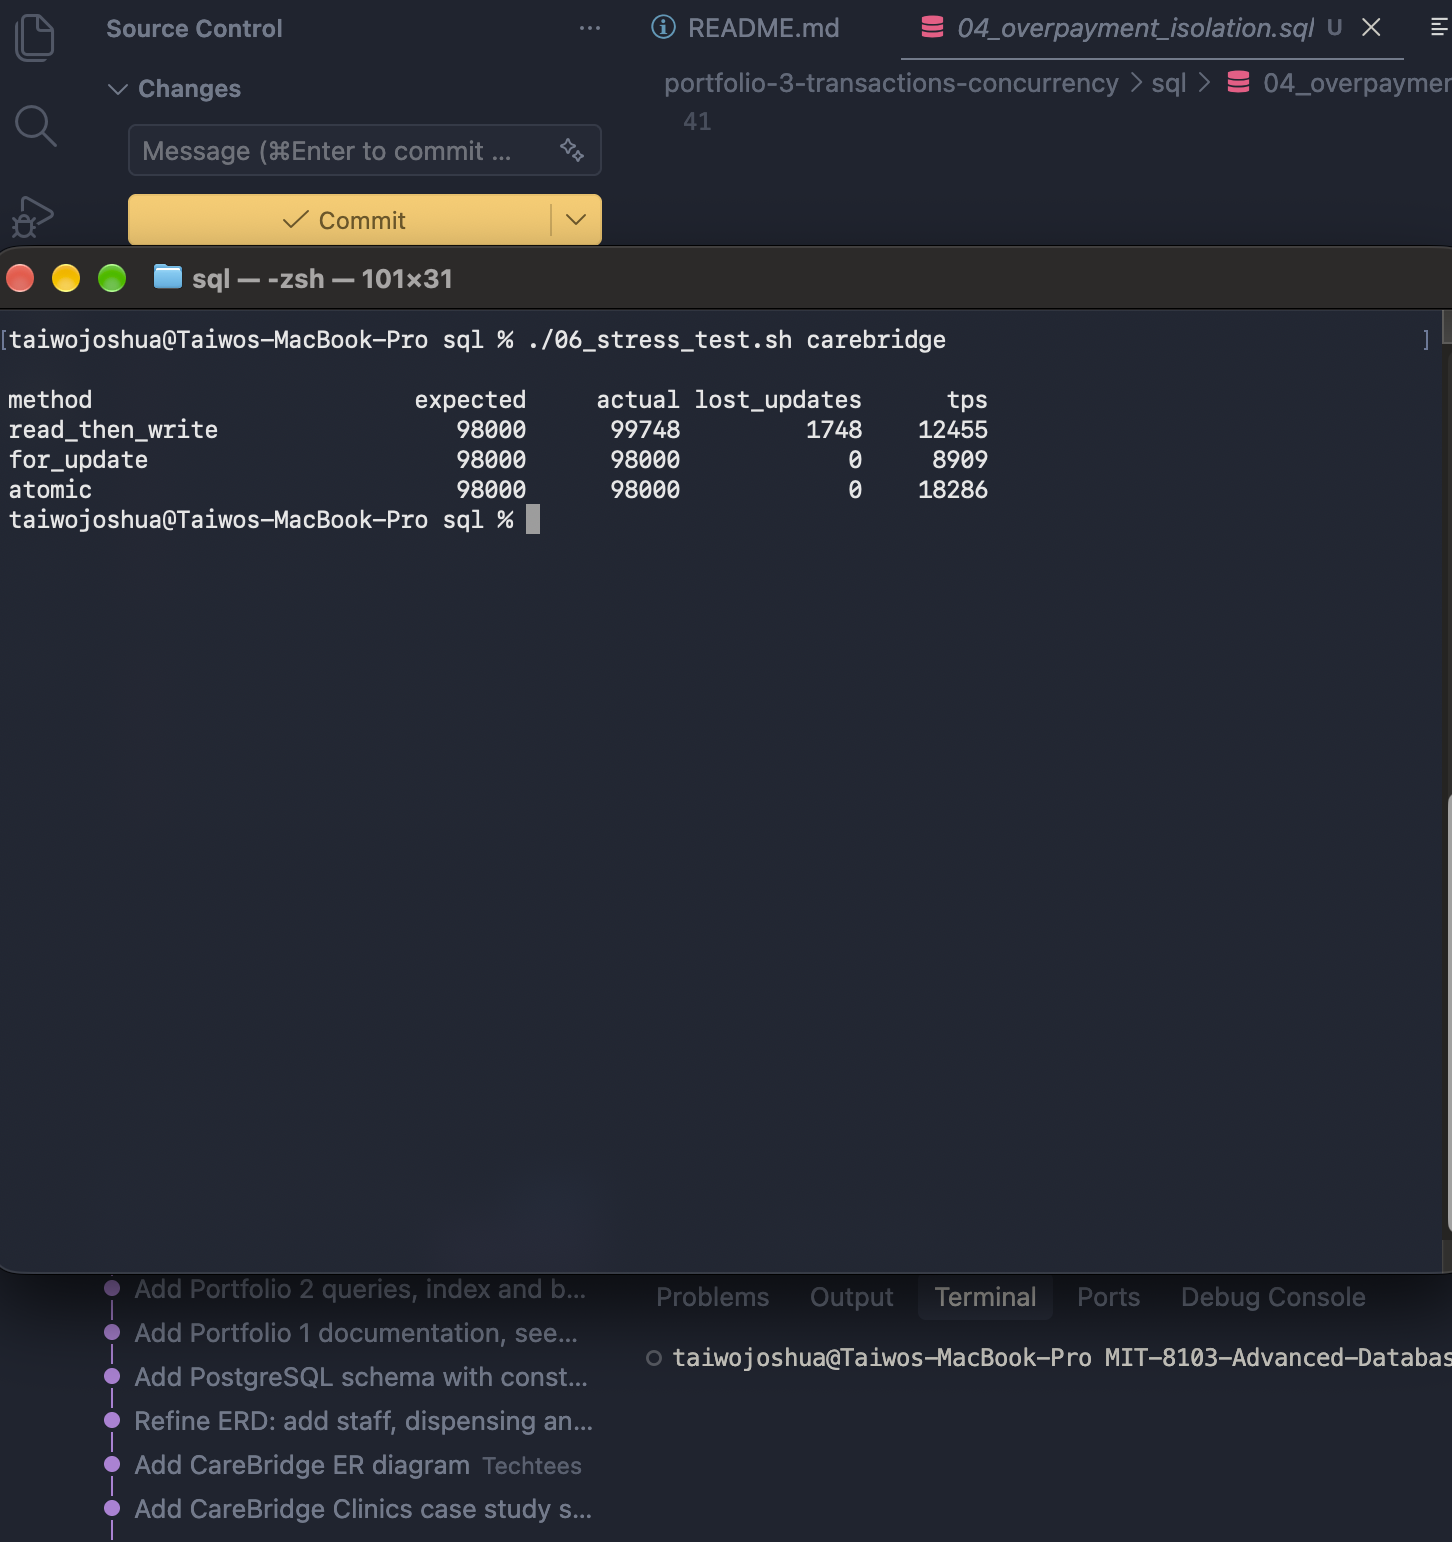 Source Control
...
README.md
04_overpayment_isolation.sql U
Changes
portfolio-3-transactions-concurrency > sql > 04_overpaymen
41
Message (⌘Enter to commit ...
Commit
sql — -zsh — 101×31
[taiwojoshua@Taiwos-MacBook-Pro sql % ./06_stress_test.sh carebridge ]
method expected actual lost_updates tps
read_then_write 98000 99748 1748 12455
for_update 98000 98000 0 8909
atomic 98000 98000 0 18286
taiwojoshua@Taiwos-MacBook-Pro sql %
Add Portfolio 2 queries, index and b...
Add Portfolio 1 documentation, see...
Add PostgreSQL schema with const...
Refine ERD: add staff, dispensing an...
Add CareBridge ER diagram Techtees
Add CareBridge Clinics case study s...
Problems Output Terminal Ports Debug Console
taiwojoshua@Taiwos-MacBook-Pro MIT-8103-Advanced-Databas